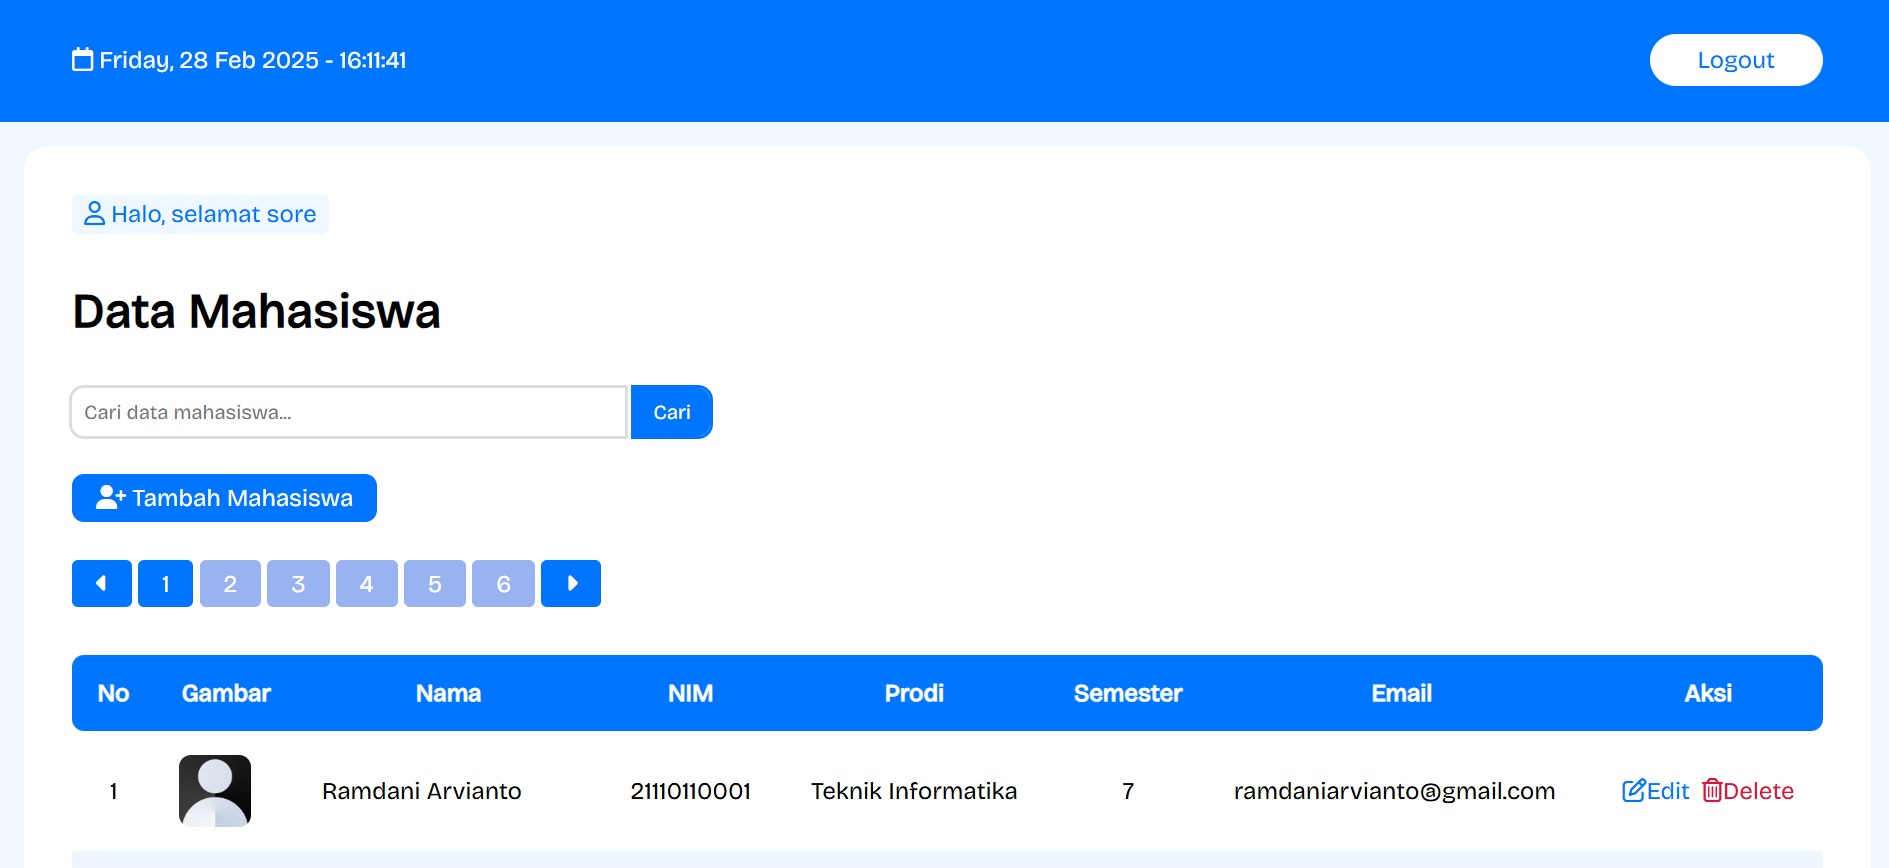 Friday, 28 Feb 2025 - 16:11:41
Logout
Halo, selamat sore
Data Mahasiswa
Cari data mahasiswa...
Cari
Tambah Mahasiswa
1 2 3 4 5 6
No Gambar Nama NIM Prodi Semester Email Aksi
1 Ramdani Arvianto 21110110001 Teknik Informatika 7 ramdaniarvianto@gmail.com Edit Delete